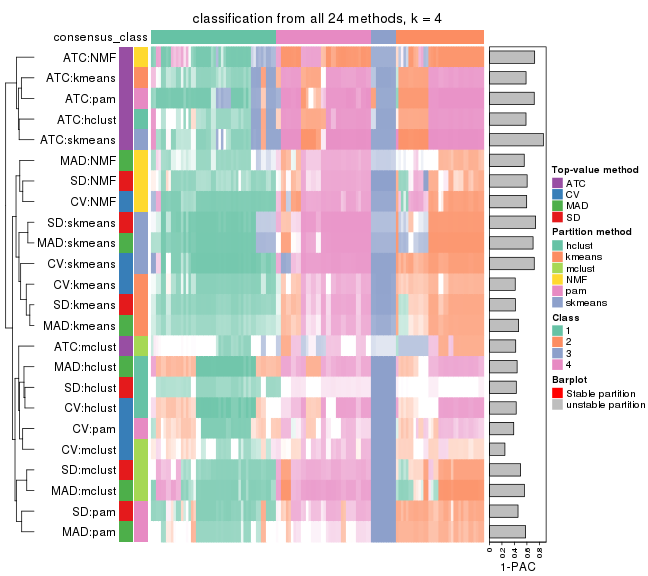 classification from all 24 methods, k = 4
consensus_class
ATC:NMF
ATC:kmeans
ATC:pam
ATC:hclust
ATC:skmeans
MAD:NMF
SD:NMF
CV:NMF
SD:skmeans
MAD:skmeans
CV:skmeans
CV:kmeans
SD:kmeans
MAD:kmeans
ATC:mclust
MAD:hclust
SD:hclust
CV:hclust
CV:pam
CV:mclust
SD:mclust
MAD:mclust
SD:pam
MAD:pam
0
0.2
0.4
0.6
0.8
1-PAC
Top-value method
ATC
CV
MAD
SD
Partition method
hclust
kmeans
mclust
NMF
pam
skmeans
Class
1
2
3
4
Barplot
Stable partition
unstable partition